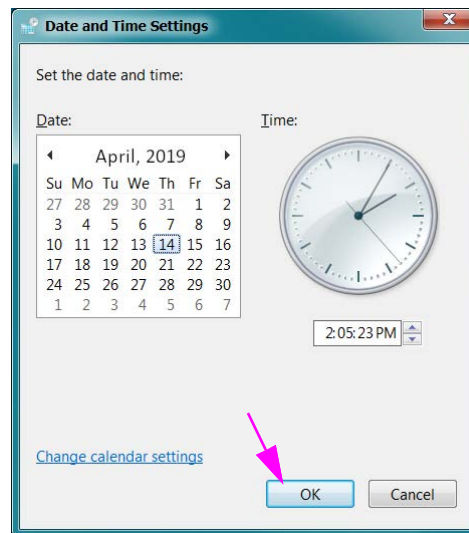 Date and Time Settings
X
Set the date and time:
Date:
Time:
April, 2019
Su Mo Tu We Th Fr Sa
27 28 29 30 31 1 2
3 4 5 6 7 8 9
10 11 12 13 14 15 16
17 18 19 20 21 22 23
24 25 26 27 28 29 30
1 2 3 4 5 6 7
2:05:23 PM
Change calendar settings
OK
Cancel